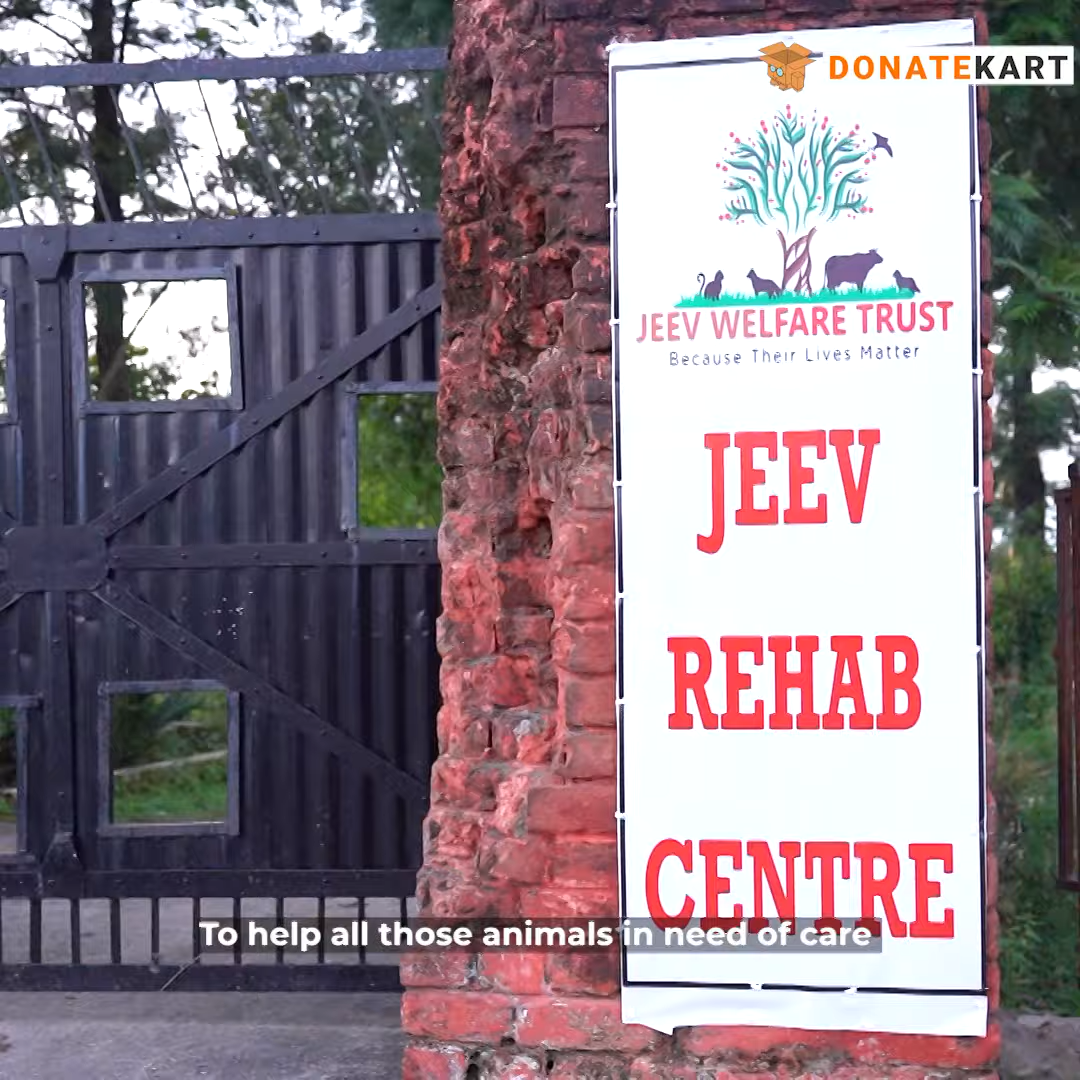 DONATEKART
JEEV WELFARE TRUST
Because Their Lives Matter
JEEV
REHAB
CENTRE
To help all those animals in need of care